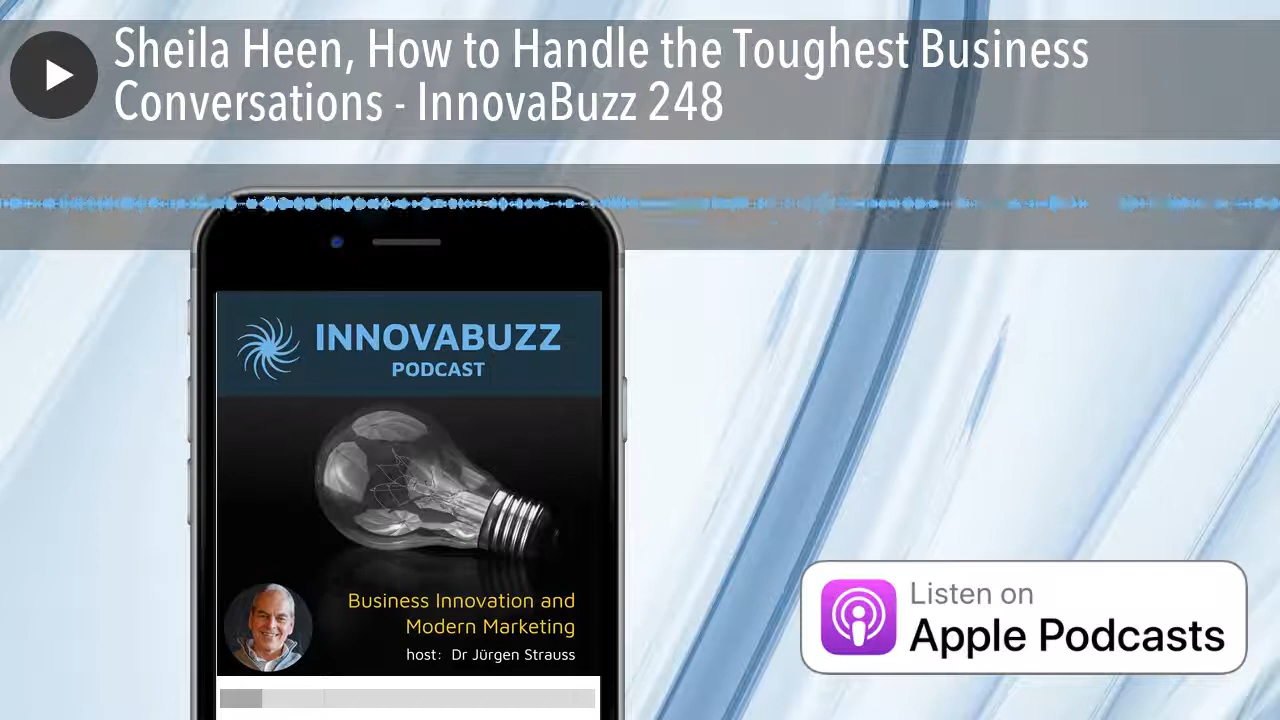 Sheila Heen, How to Handle the Toughest Business
Conversations - InnovaBuzz 248
INNOVABUZZ
PODCAST
Business Innovation and
Modern Marketing
host: Dr Jürgen Strauss
Listen on
Apple Podcasts